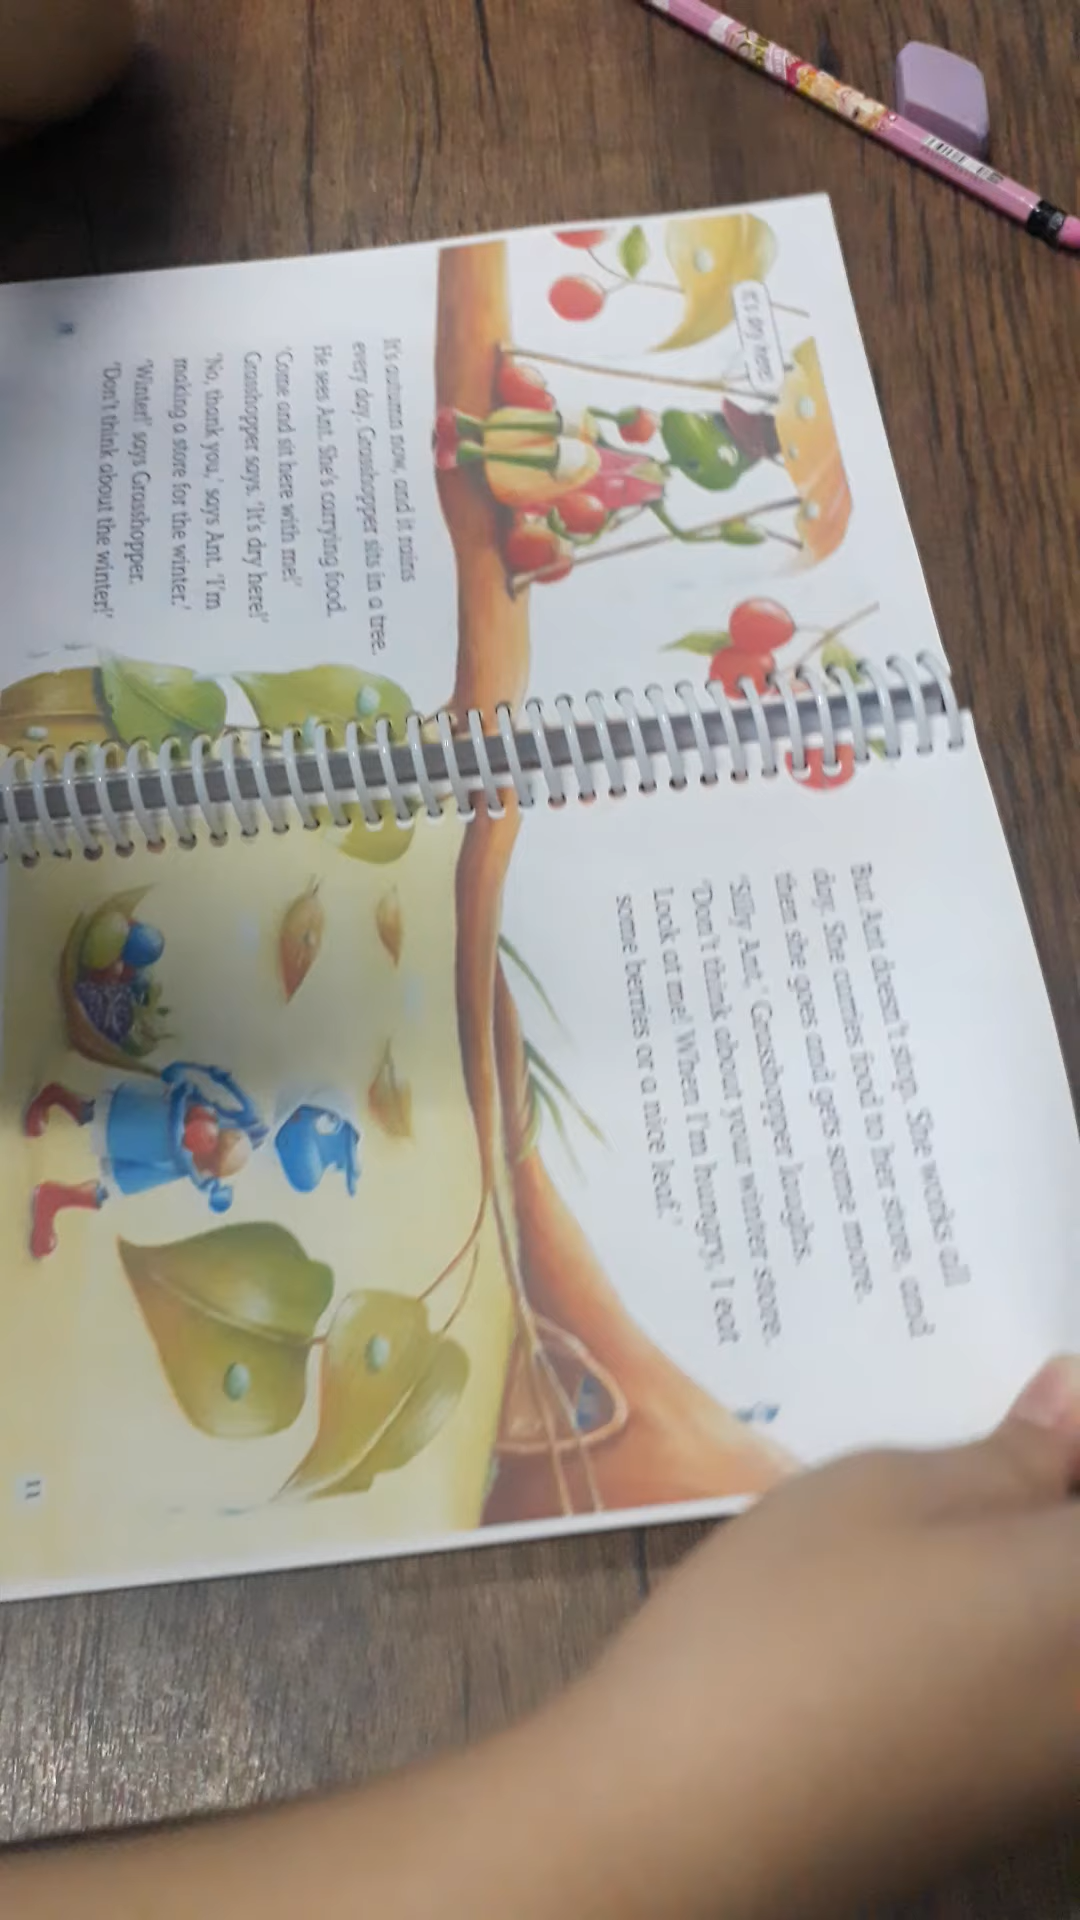 It's dry here!
It's autumn now, and it rains
every day. Grasshopper sits in a tree.
He sees Ant. She's carrying food.
'Come and sit here with me!'
Grasshopper says. 'It's dry here!'
'No, thank you,' says Ant. 'I'm
making a store for the winter.'
'Winter!' says Grasshopper.
'Don't think about the winter!'
But Ant doesn't stop. She works all
day. She carries food to her store, and
then she goes and gets some more.
'Silly Ant,' Grasshopper laughs.
'Don't think about your winter store.
Look at me! When I'm hungry, I eat
some berries or a nice leaf.'
11